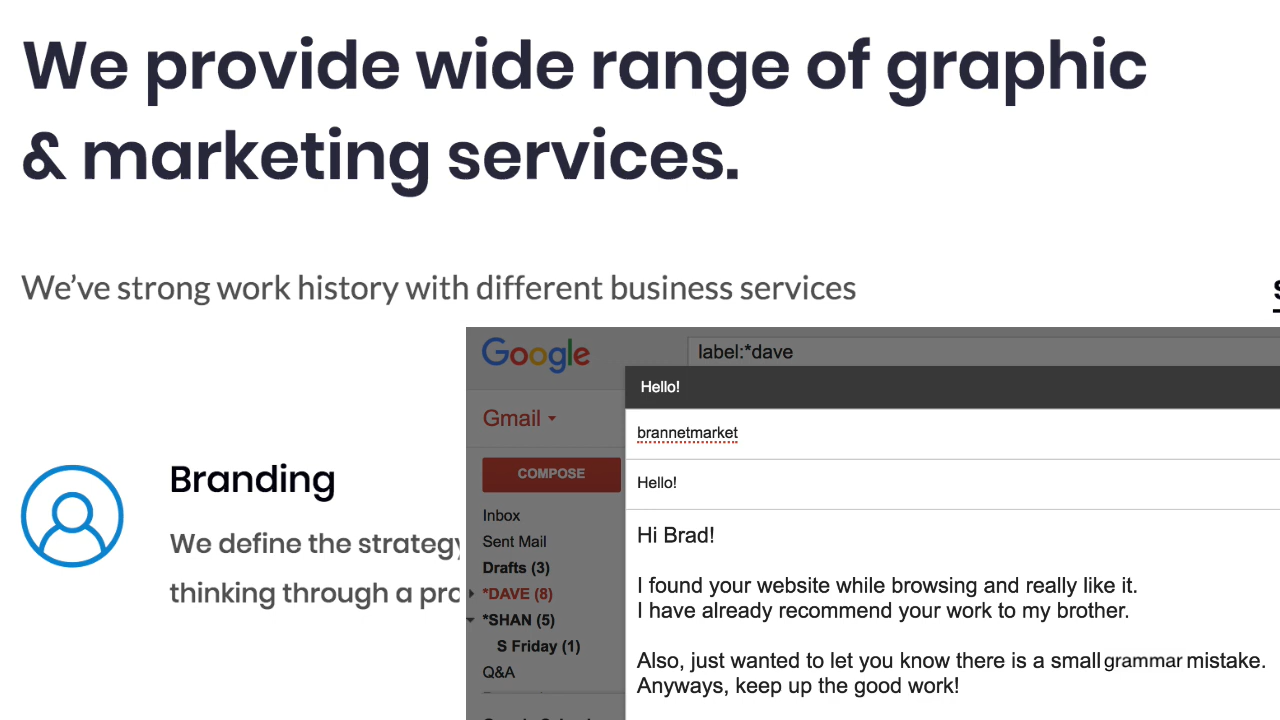 We provide wide range of graphic
& marketing services.
We've strong work history with different business services
Branding
We define the strategy
thinking through a pro
Google
label:*dave
Gmail
COMPOSE
Inbox
Sent Mail
Drafts (3)
*DAVE (8)
*SHAN (5)
S Friday (1)
Q&A
Hello!
brannetmarket
Hello!
Hi Brad!
I found your website while browsing and really like it.
I have already recommend your work to my brother.
Also, just wanted to let you know there is a small grammar mistake.
Anyways, keep up the good work!